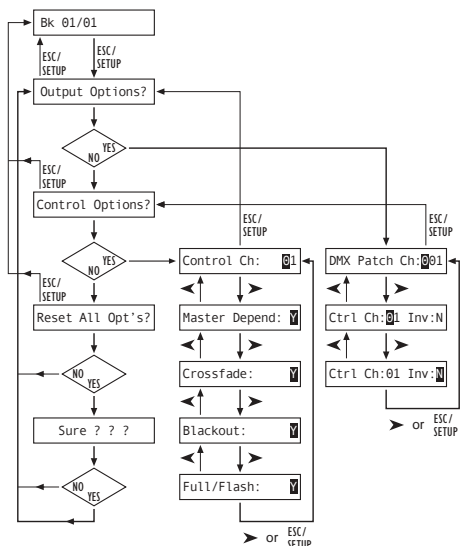 Bk 01/01
ESC/
SETUP
ESC/
SETUP
Output Options?
YES
NO
ESC/
SETUP
ESC/
SETUP
ESC/
SETUP
Control Options?
YES
NO
ESC/
SETUP
Control Ch: 01
DMX Patch Ch:001
Reset All Opt's?
Master Depend: Y
Ctrl Ch:01 Inv:N
NO
YES
Crossfade: Y
Ctrl Ch:01 Inv:N
Sure ? ? ?
Blackout: Y
> or ESC/
SETUP
NO
YES
Full/Flash: Y
> or ESC/
SETUP